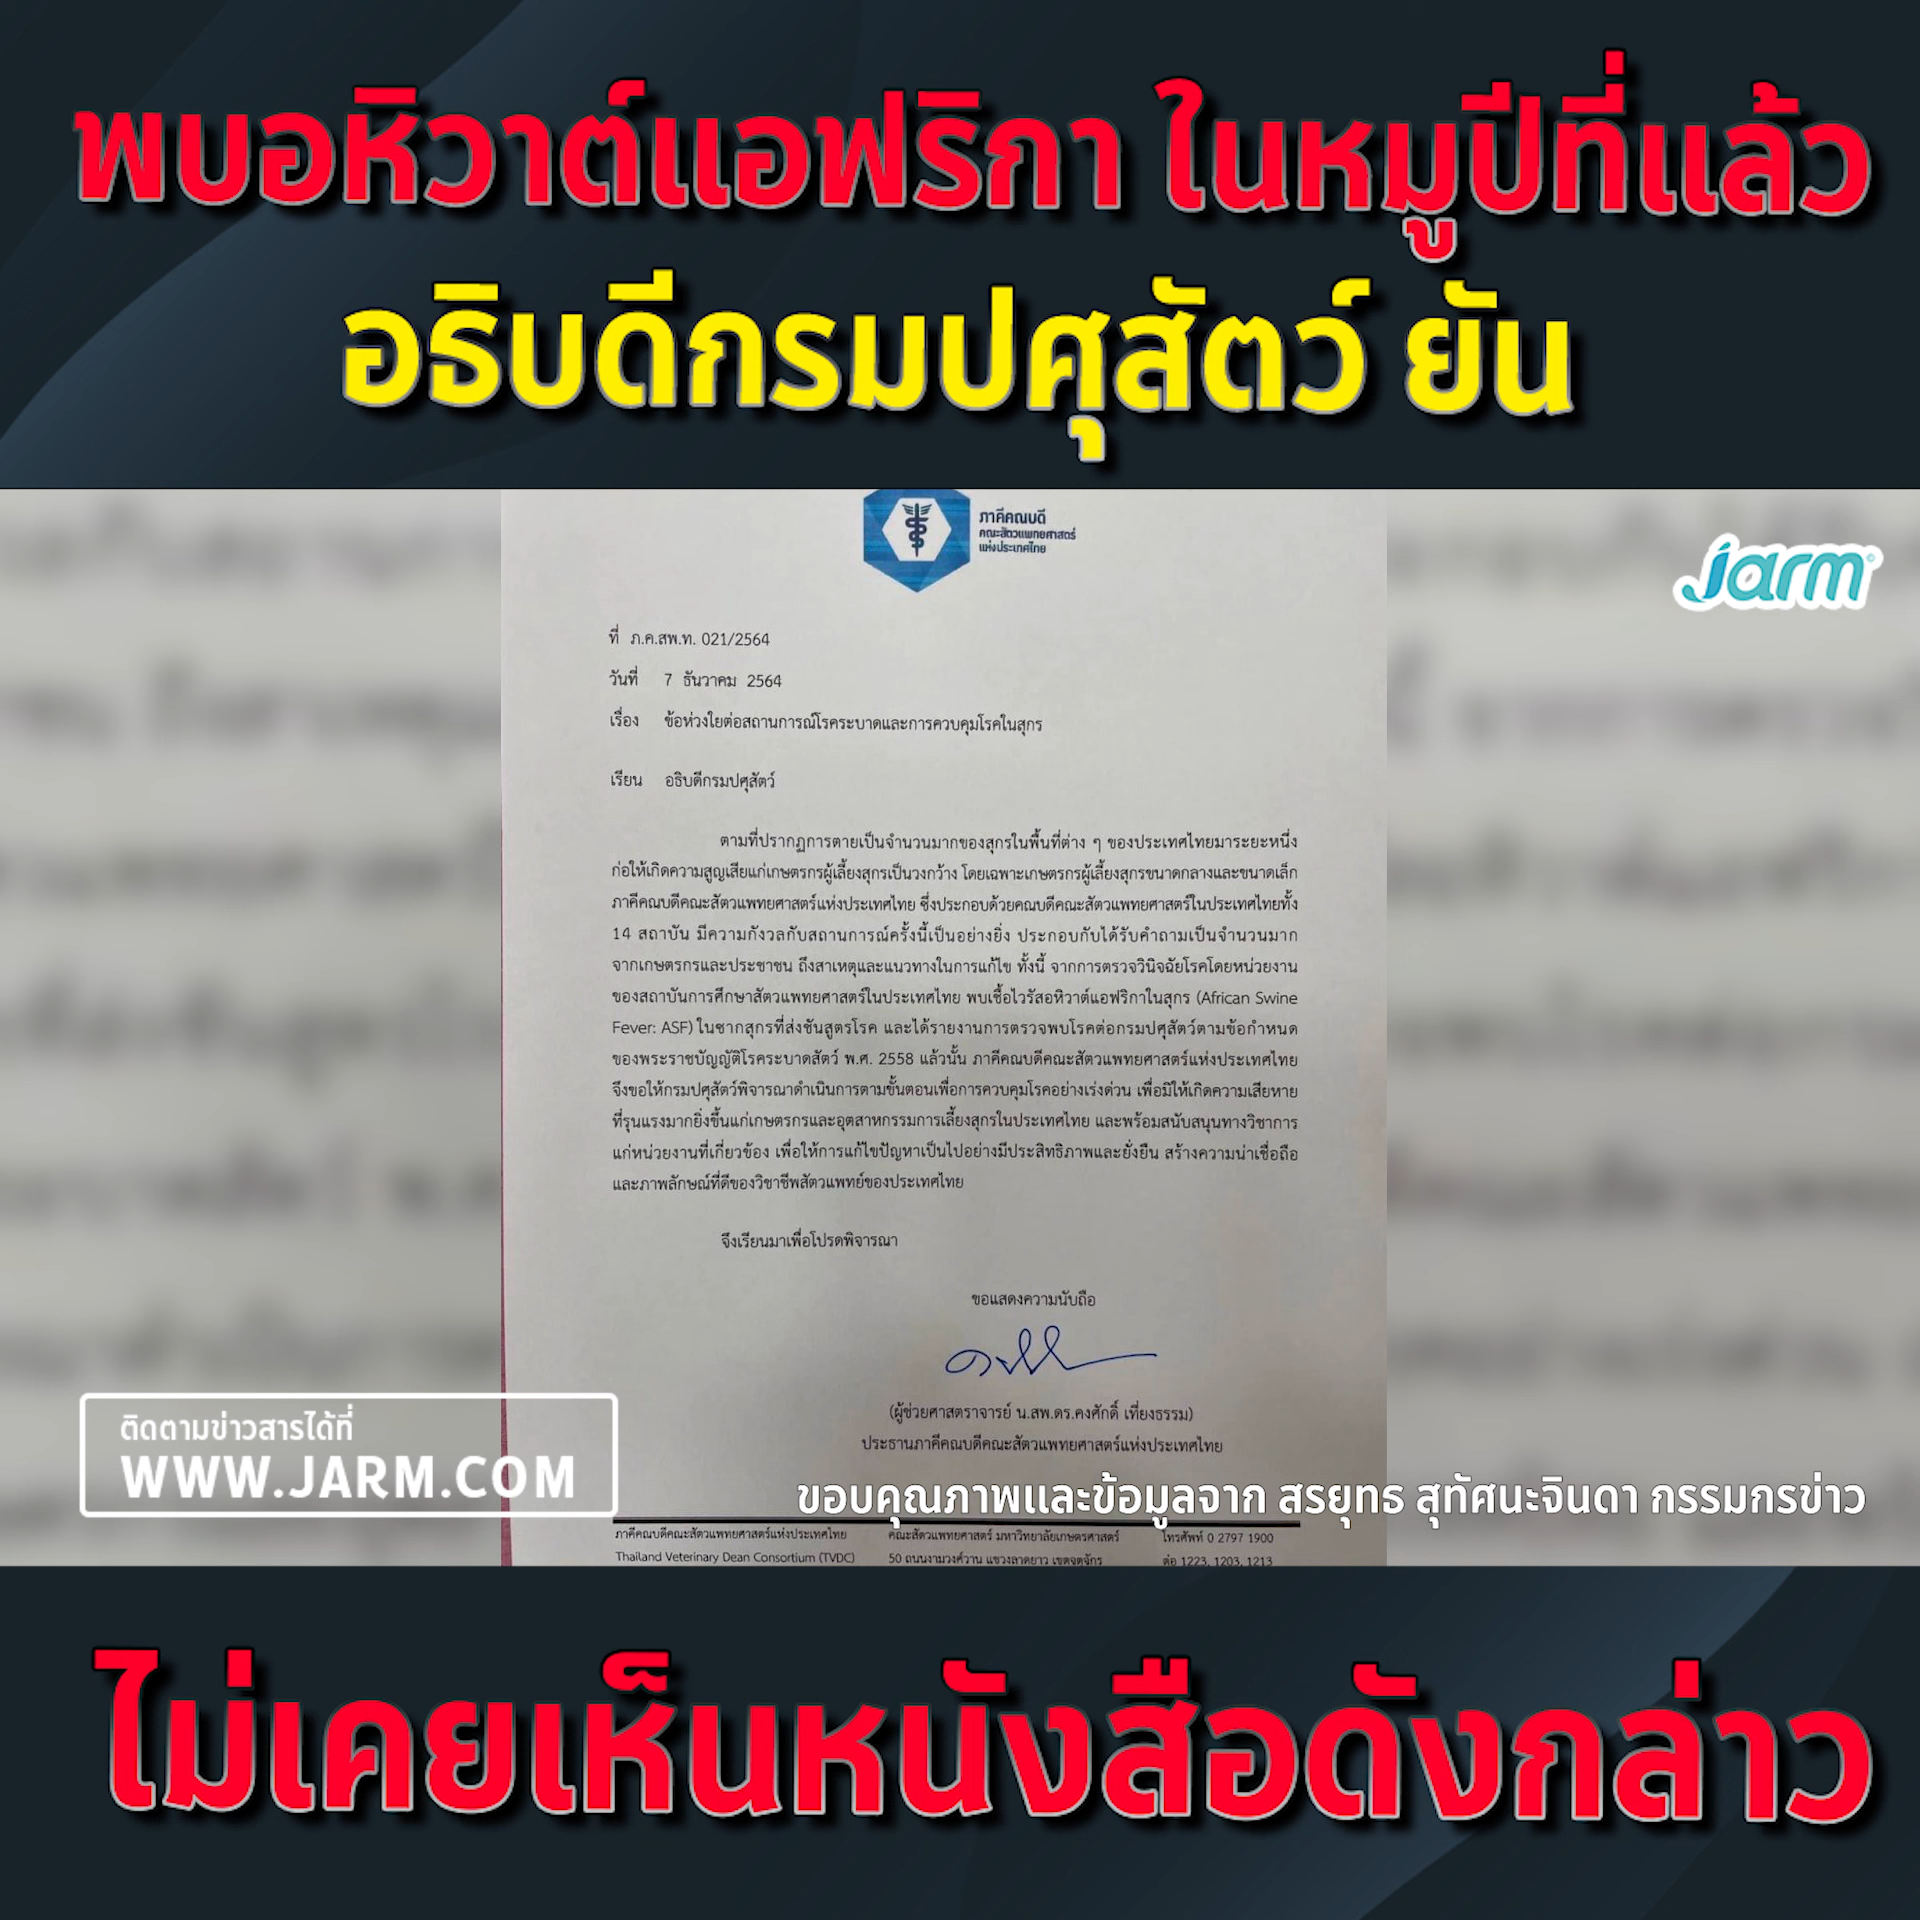 พบอหิวาต์แอฟริกา ในหมูปีที่แล้ว
อธิบดีกรมปศุสัตว์ ยัน
ภาคีคณบดี
คณะสัตวแพทยศาสตร์
แห่งประเทศไทย
jarm
ที่ ภ.ค.สพ.ท. 021/2564
วันที่ 7 ธันวาคม 2564
เรื่อง ข้อห่วงใยต่อสถานการณ์โรคระบาดและการควบคุมโรคในสุกร
เรียน อธิบดีกรมปศุสัตว์
ตามที่ปรากฏการตายเป็นจำนวนมากของสุกรในพื้นที่ต่าง ๆ ของประเทศไทยมาระยะหนึ่ง
ก่อให้เกิดความสูญเสียแก่เกษตรกรผู้เลี้ยงสุกรเป็นวงกว้าง โดยเฉพาะเกษตรกรผู้เลี้ยงสุกรขนาดกลางและขนาดเล็ก
ภาคีคณบดีคณะสัตวแพทยศาสตร์แห่งประเทศไทย ซึ่งประกอบด้วยคณบดีคณะสัตวแพทยศาสตร์ในประเทศไทยทั้ง
14 สถาบัน มีความกังวลกับสถานการณ์ครั้งนี้เป็นอย่างยิ่ง ประกอบกับได้รับคำถามเป็นจำนวนมาก
จากเกษตรกรและประชาชน ถึงสาเหตุและแนวทางในการแก้ไข ทั้งนี้ จากการตรวจวินิจฉัยโรคโดยหน่วยงาน
ของสถาบันการศึกษาสัตวแพทยศาสตร์ในประเทศไทย พบเชื้อไวรัสอหิวาต์แอฟริกาในสุกร (African Swine
Fever: ASF) ในซากสุกรที่ส่งชันสูตรโรค และได้รายงานการตรวจพบโรคต่อกรมปศุสัตว์ตามข้อกำหนด
ของพระราชบัญญัติโรคระบาดสัตว์ พ.ศ. 2558 แล้วนั้น ภาคีคณบดีคณะสัตวแพทยศาสตร์แห่งประเทศไทย
จึงขอให้กรมปศุสัตว์พิจารณาดำเนินการตามขั้นตอนเพื่อการควบคุมโรคอย่างเร่งด่วน เพื่อมิให้เกิดความเสียหาย
ที่รุนแรงมากยิ่งขึ้นแก่เกษตรกรและอุตสาหกรรมการเลี้ยงสุกรในประเทศไทย และพร้อมสนับสนุนทางวิชาการ
แก่หน่วยงานที่เกี่ยวข้อง เพื่อให้การแก้ไขปัญหาเป็นไปอย่างมีประสิทธิภาพและยั่งยืน สร้างความน่าเชื่อถือ
และภาพลักษณ์ที่ดีของวิชาชีพสัตวแพทย์ของประเทศไทย
จึงเรียนมาเพื่อโปรดพิจารณา
ขอแสดงความนับถือ
(ผู้ช่วยศาสตราจารย์ น.สพ.ดร.คงศักดิ์ เที่ยงธรรม)
ประธานภาคีคณบดีคณะสัตวแพทยศาสตร์แห่งประเทศไทย
ติดตามข่าวสารได้ที่
WWW.JARM.COM
ขอบคุณภาพและข้อมูลจาก สรยุทธ สุทัศนะจินดา กรรมกรข่าว
ภาคีคณบดีคณะสัตวแพทยศาสตร์แห่งประเทศไทย คณะสัตวแพทยศาสตร์ มหาวิทยาลัยเกษตรศาสตร์ โทรศัพท์ 0 2797 1900
Thailand Veterinary Dean Consortium (TVDC) 50 ถนนงามวงศ์วาน แขวงลาดยาว เขตจตุจักร ต่อ 1223, 1203, 1213
ไม่เคยเห็นหนังสือดังกล่าว